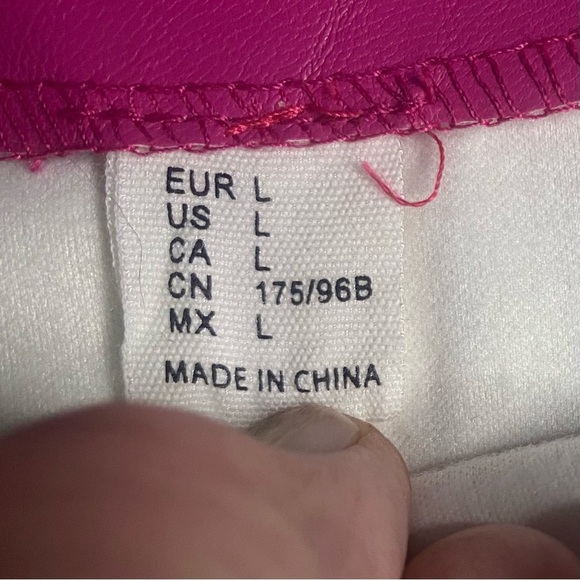 EUR L
US L
CA L
CN 175/96B
MX L
MADE IN CHINA